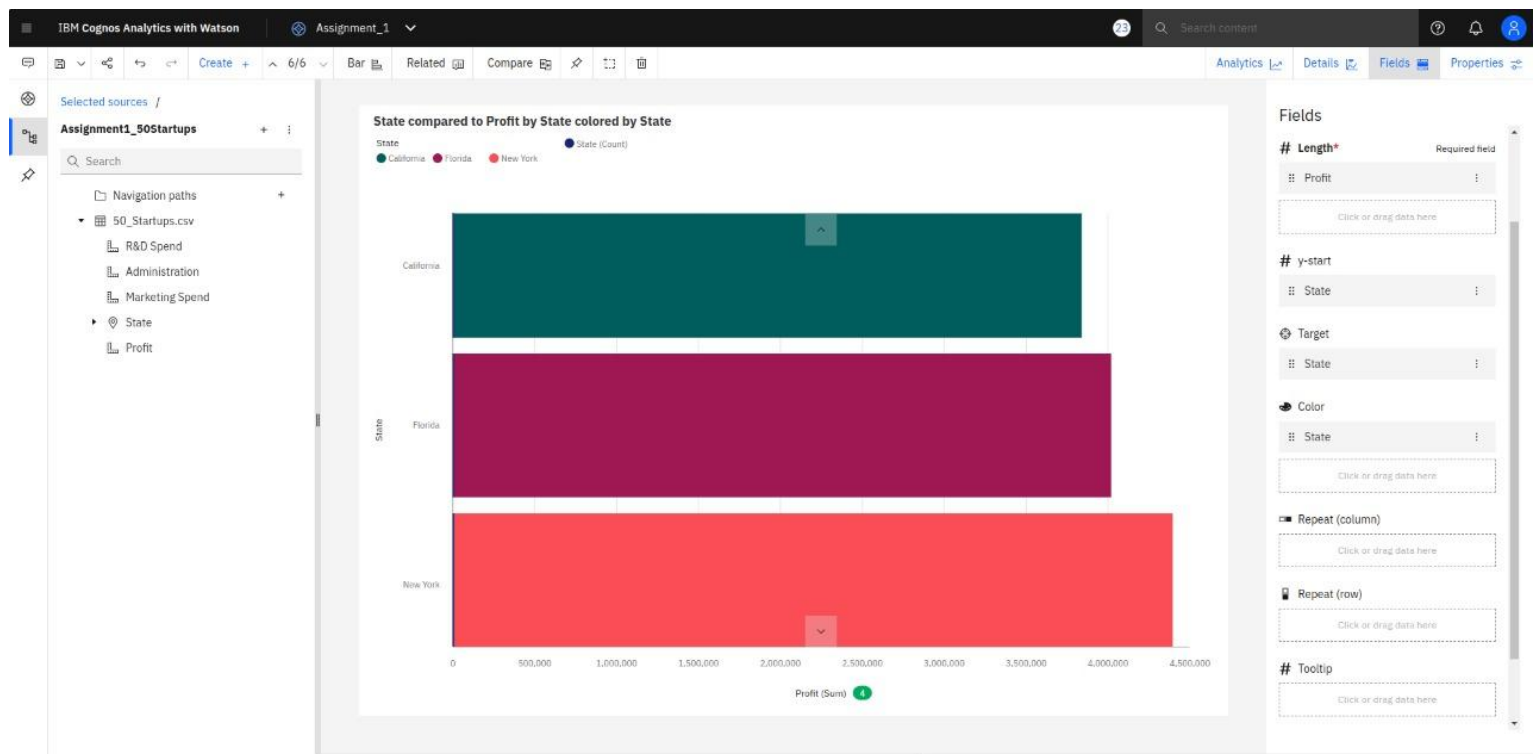 IBM Cognos Analytics with Watson
Assignment_1
23
Search content
Create +
6/6
Bar
Related
Compare
Analytics
Details
Fields
Properties
Selected sources /
Assignment1_50Startups
Search
Navigation paths
50_Startups.csv
R&D Spend
Administration
Marketing Spend
State
Profit
State compared to Profit by State colored by State
State
California Florida New York
State (Count)
California
Florida
New York
State
0 500,000 1,000,000 1,500,000 2,000,000 2,500,000 3,000,000 3,500,000 4,000,000 4,500,000
Profit (Sum) 4
Fields
# Length* Required field
Profit
Click or drag data here
# y-start
State
Target
State
Color
State
Click or drag data here
Repeat (column)
Click or drag data here
Repeat (row)
Click or drag data here
# Tooltip
Click or drag data here